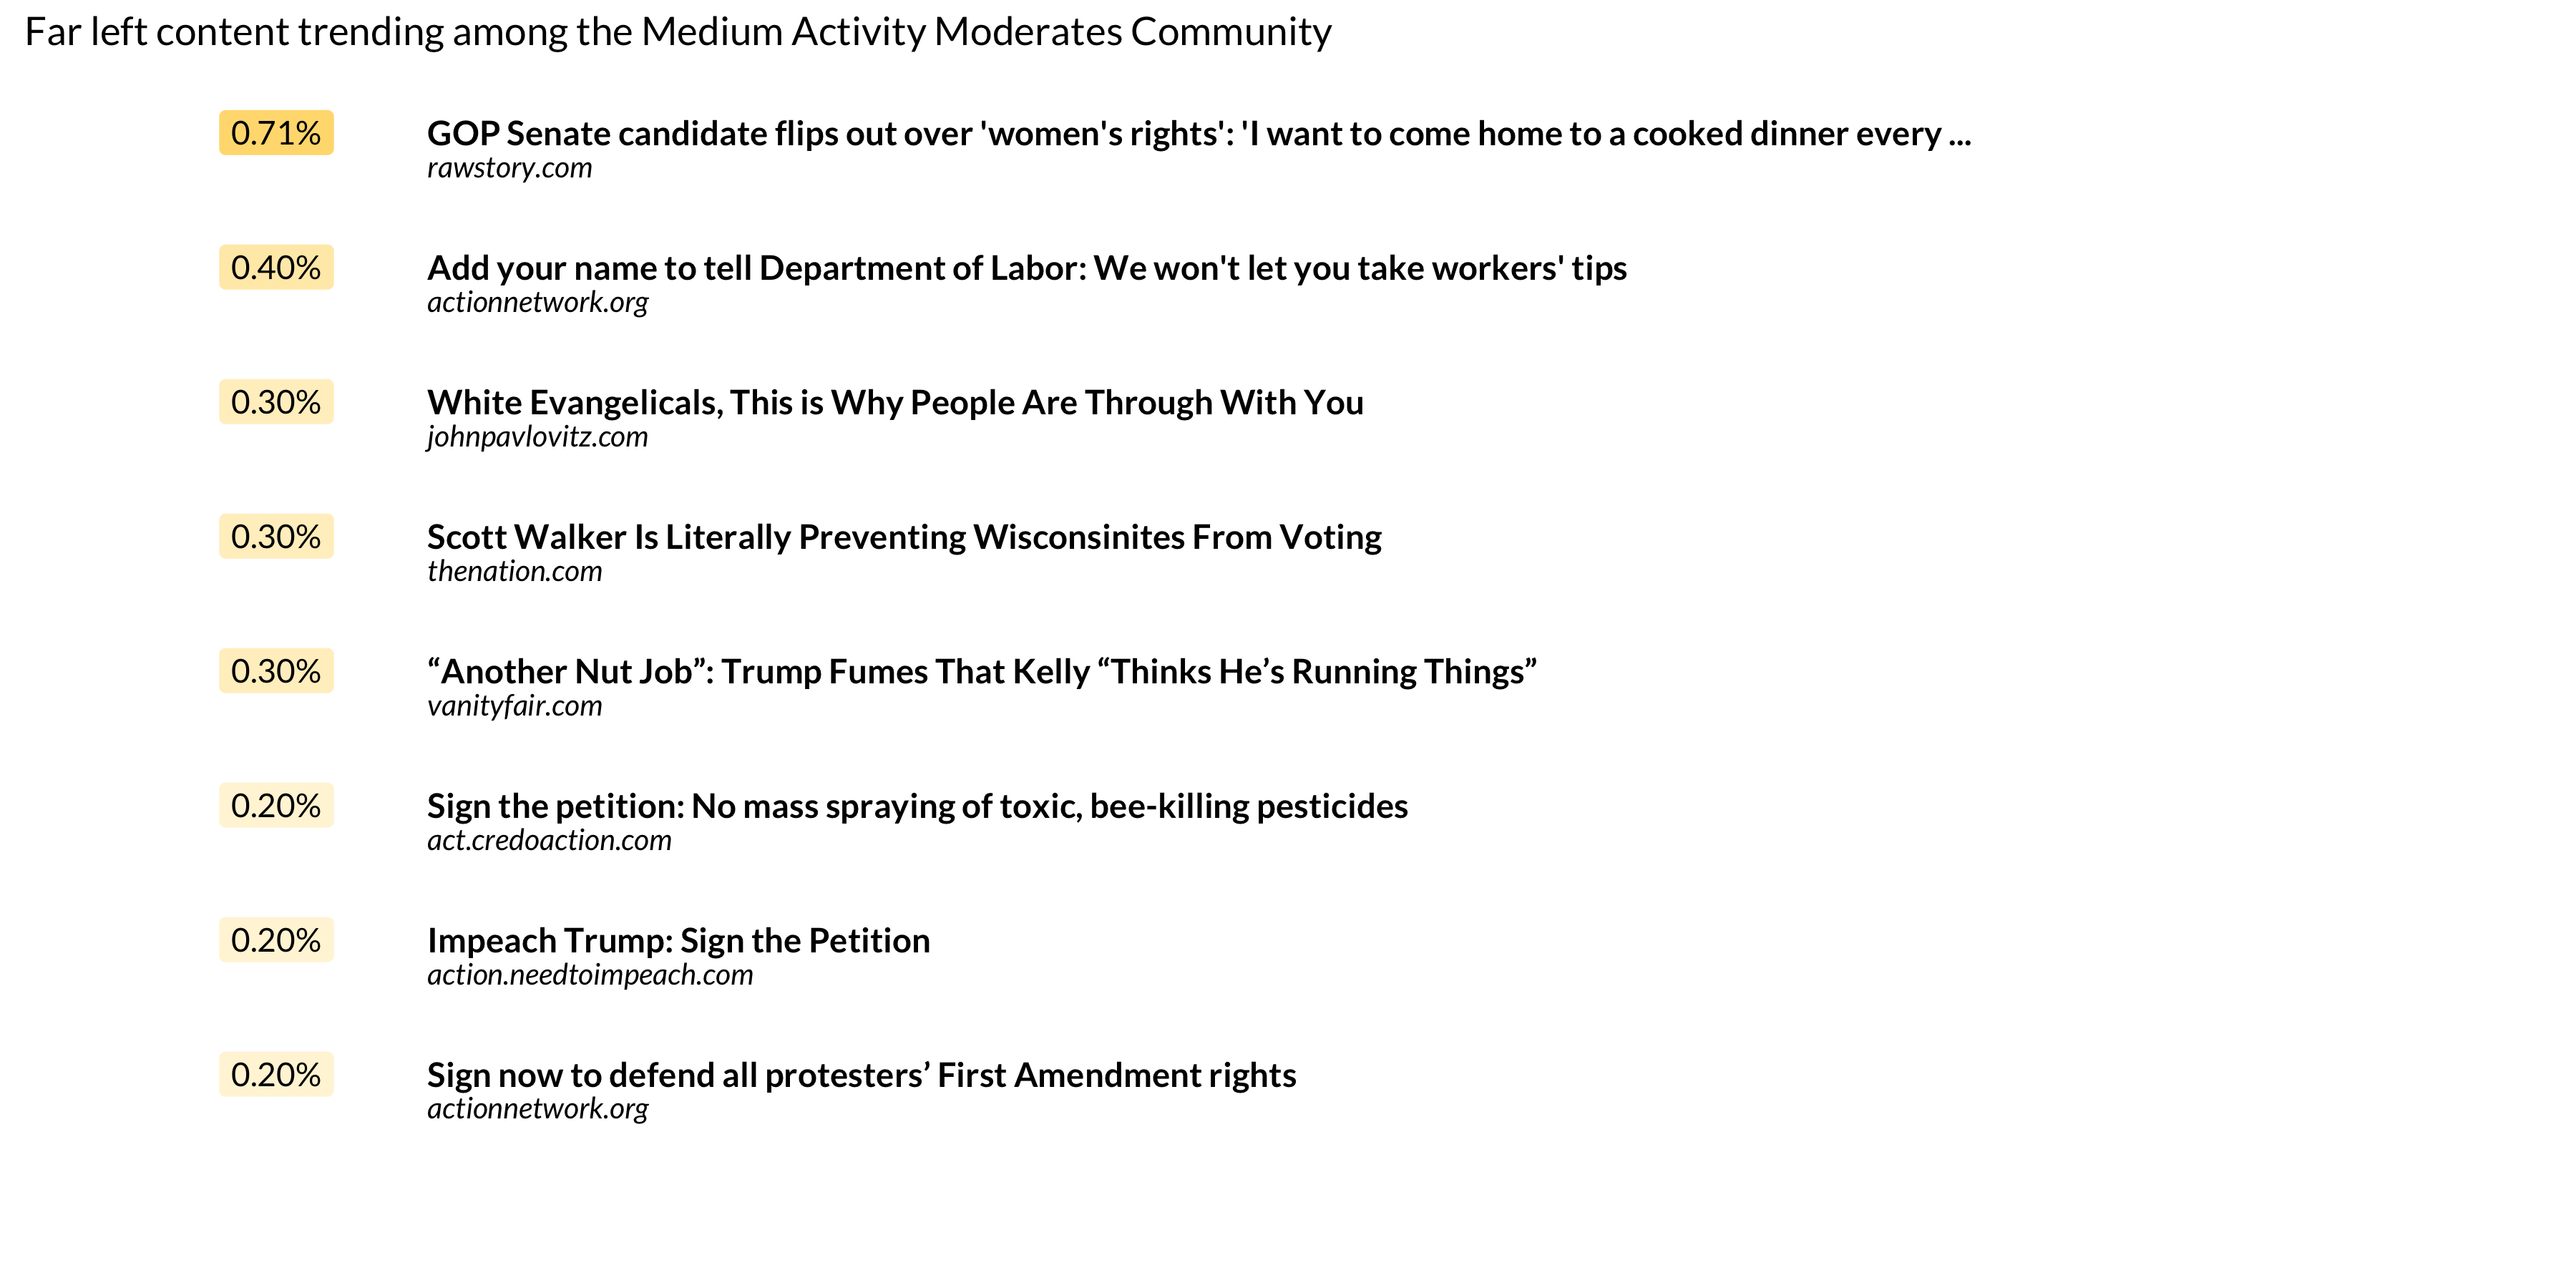 Far left content trending among the Medium Activity Moderates Community
0.71%
GOP Senate candidate flips out over 'women's rights': 'I want to come home to a cooked dinner every ...
rawstory.com
0.40%
Add your name to tell Department of Labor: We won't let you take workers' tips
actionnetwork.org
0.30%
White Evangelicals, This is Why People Are Through With You
johnpavlovitz.com
0.30%
Scott Walker Is Literally Preventing Wisconsinites From Voting
thenation.com
0.30%
“Another Nut Job”: Trump Fumes That Kelly “Thinks He’s Running Things”
vanityfair.com
0.20%
Sign the petition: No mass spraying of toxic, bee-killing pesticides
act.credoaction.com
0.20%
Impeach Trump: Sign the Petition
action.needtoimpeach.com
0.20%
Sign now to defend all protesters’ First Amendment rights
actionnetwork.org